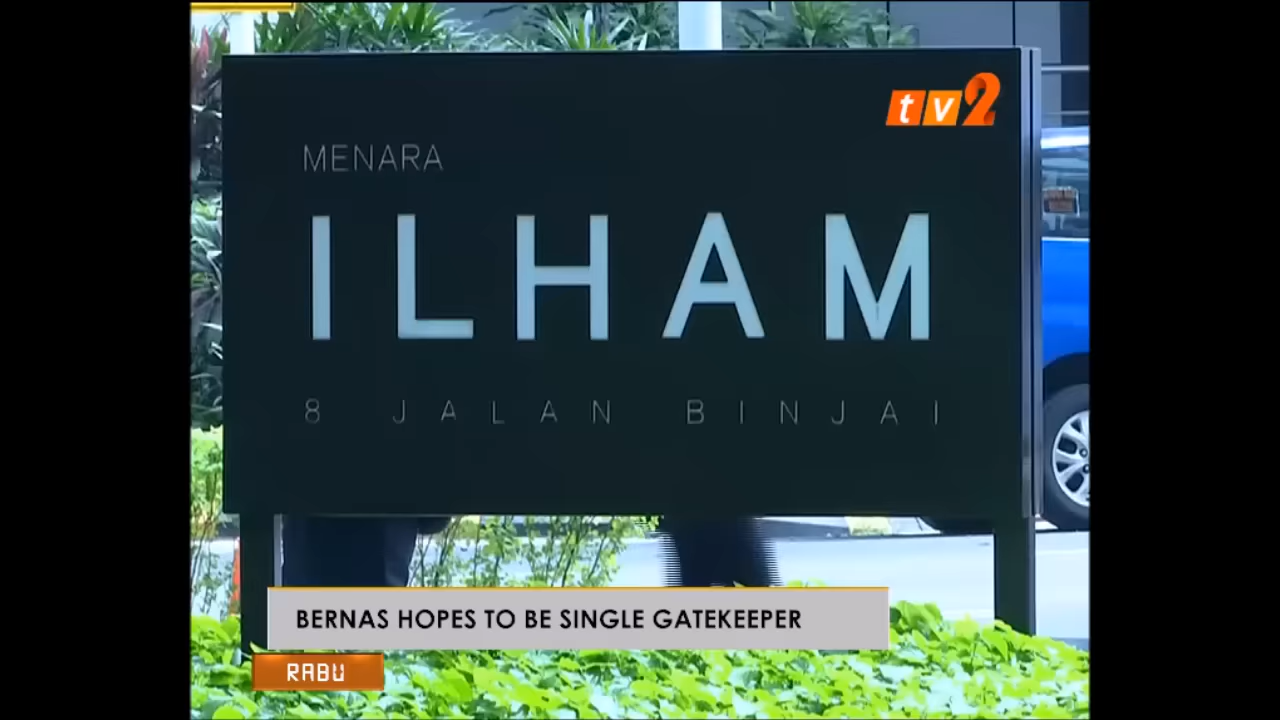 tv2
MENARA
ILHAM
8 JALAN BINJAI
BERNAS HOPES TO BE SINGLE GATEKEEPER
RABU